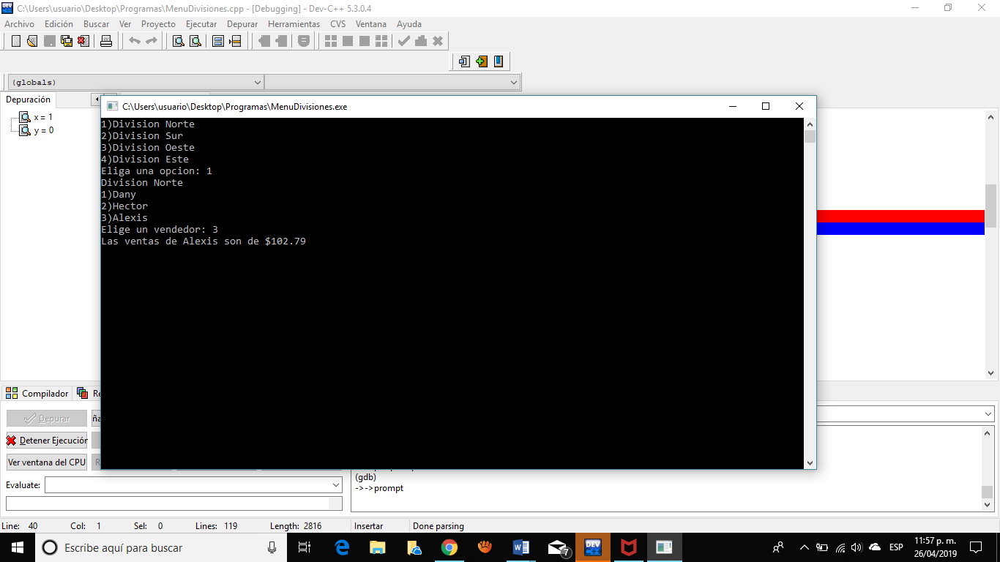 C:\Users\usuario\Desktop\Programas\MenuDivisiones.cpp - [Debugging] - Dev-C++ 5.3.0.4
Archivo Edición Buscar Ver Proyecto Ejecutar Depurar Herramientas CVS Ventana Ayuda
(globals)
Depuración
x = 1
y = 0
C:\Users\usuario\Desktop\Programas\MenuDivisiones.exe
1)Division Norte
2)Division Sur
3)Division Oeste
4)Division Este
Eliga una opcion: 1
Division Norte
1)Dany
2)Hector
3)Alexis
Elige un vendedor: 3
Las ventas de Alexis son de $102.79
Compilador Re
Depurar ña
Detener Ejecución
Ver ventana del CPU R
Evaluate:
(gdb)
->->prompt
Line: 40 Col: 1 Sel: 0 Lines: 119 Length: 2816 Insertar Done parsing
Escribe aquí para buscar
7
DEV
ESP
11:57 p. m.
26/04/2019